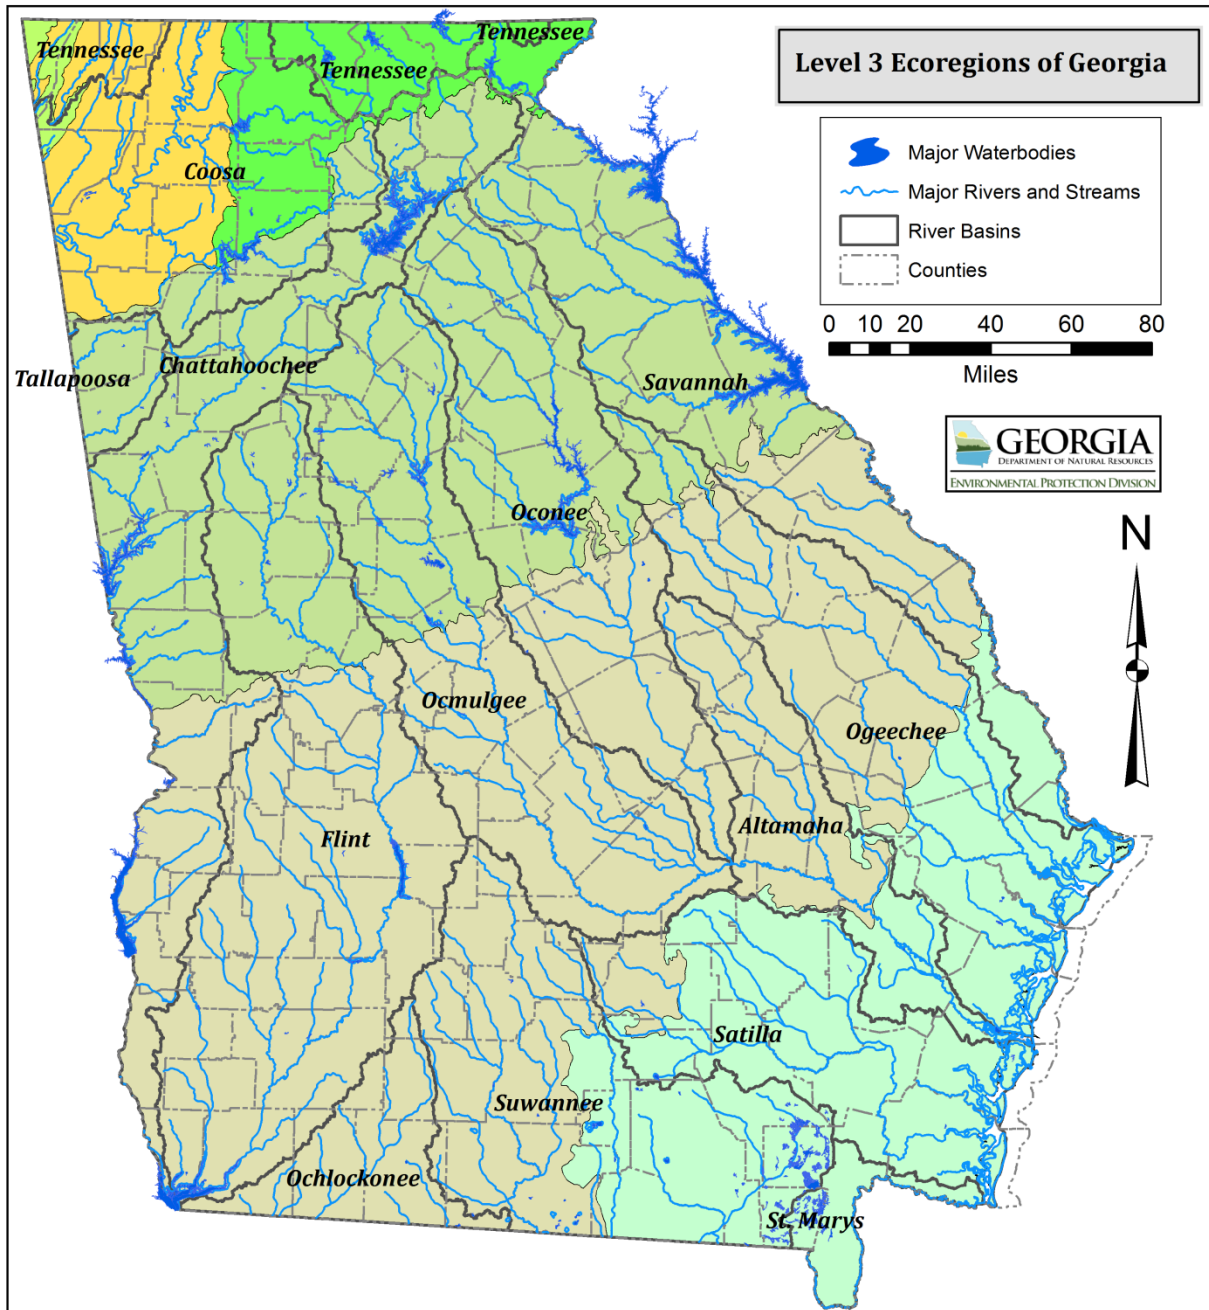 Tennessee
Tennessee
Tennessee
Level 3 Ecoregions of Georgia
Major Waterbodies
Major Rivers and Streams
River Basins
Counties
0 10 20 40 60 80
Miles
Coosa
Tallapoosa
Chattahoochee
Savannah
GEORGIA
DEPARTMENT OF NATURAL RESOURCES
ENVIRONMENTAL PROTECTION DIVISION
Oconee
N
Ocmulgee
Ogeechee
Flint
Altamaha
Satilla
Suwannee
Ochlockonee
St. Marys